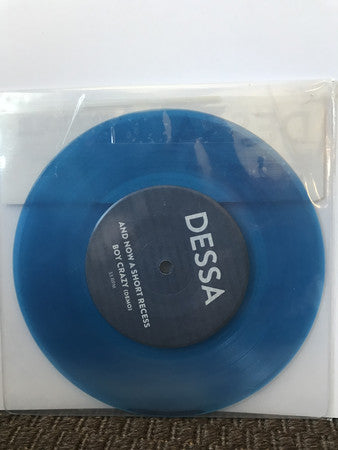 DESSA
AND NOW A SHORT RECESS
BOY CRAZY (DEMO)